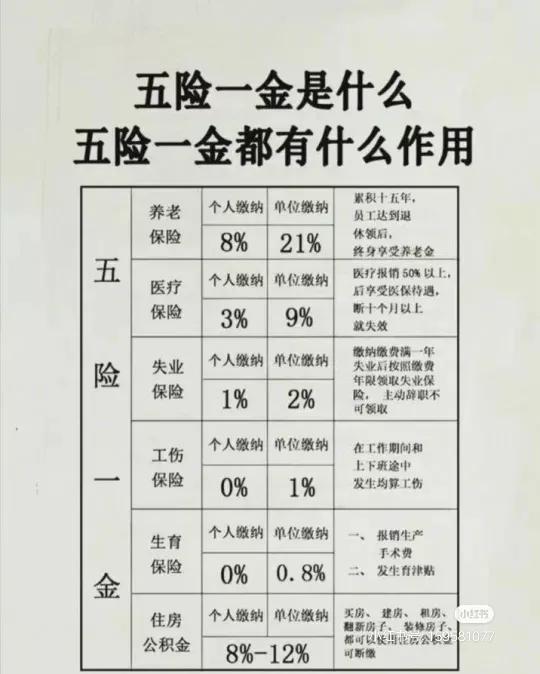 五险一金是什么
五险一金都有什么作用
五险一金
养老
保险
个人缴纳 单位缴纳
8% 21%
累积十五年，
员工达到退
休领后，
终身享受养老金
医疗
保险
个人缴纳 单位缴纳
3% 9%
医疗报销50%以上，
后享受医保待遇，
断十个月以上
就失效
失业
保险
个人缴纳 单位缴纳
1% 2%
缴纳缴费满一年
失业后按照缴费
年限领取失业保
险， 主动辞职不
可领取
工伤
保险
个人缴纳 单位缴纳
0% 1%
在工作期间和
上下班途中
发生均算工伤
生育
保险
个人缴纳 单位缴纳
0% 0.8%
一、 报销生产
手术费
二、 发生育津贴
住房
公积金
个人缴纳 单位缴纳
8%-12%
买房、 建房、 租房、
翻新房子、 装修房子、
都可以使用住房公积金
可断缴
小红书
小红书号:159581077